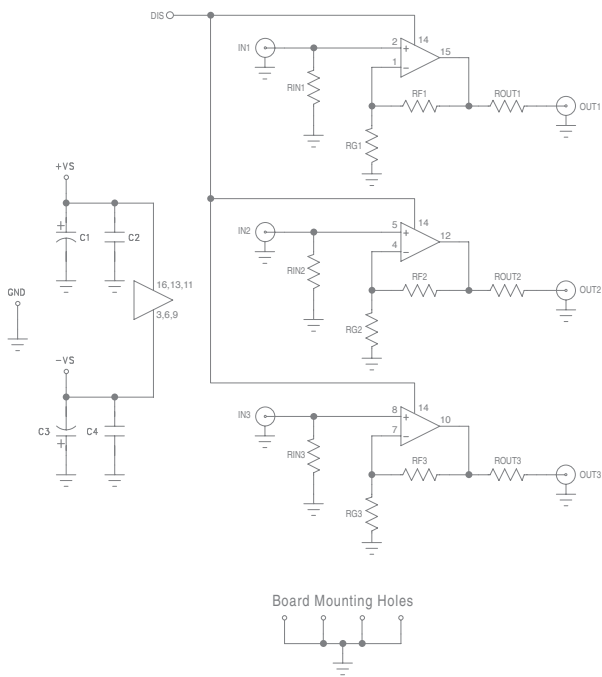 DIS
14
IN1
2
+
15
1
−
RIN1
RF1
ROUT1
OUT1
RG1
+VS
14
IN2
5
+
12
+
C1
C2
4
−
RIN2
RF2
ROUT2
OUT2
16,13,11
GND
3,6,9
RG2
−VS
14
IN3
8
+
10
C3
C4
+
7
−
RIN3
RF3
ROUT3
OUT3
RG3
Board Mounting Holes